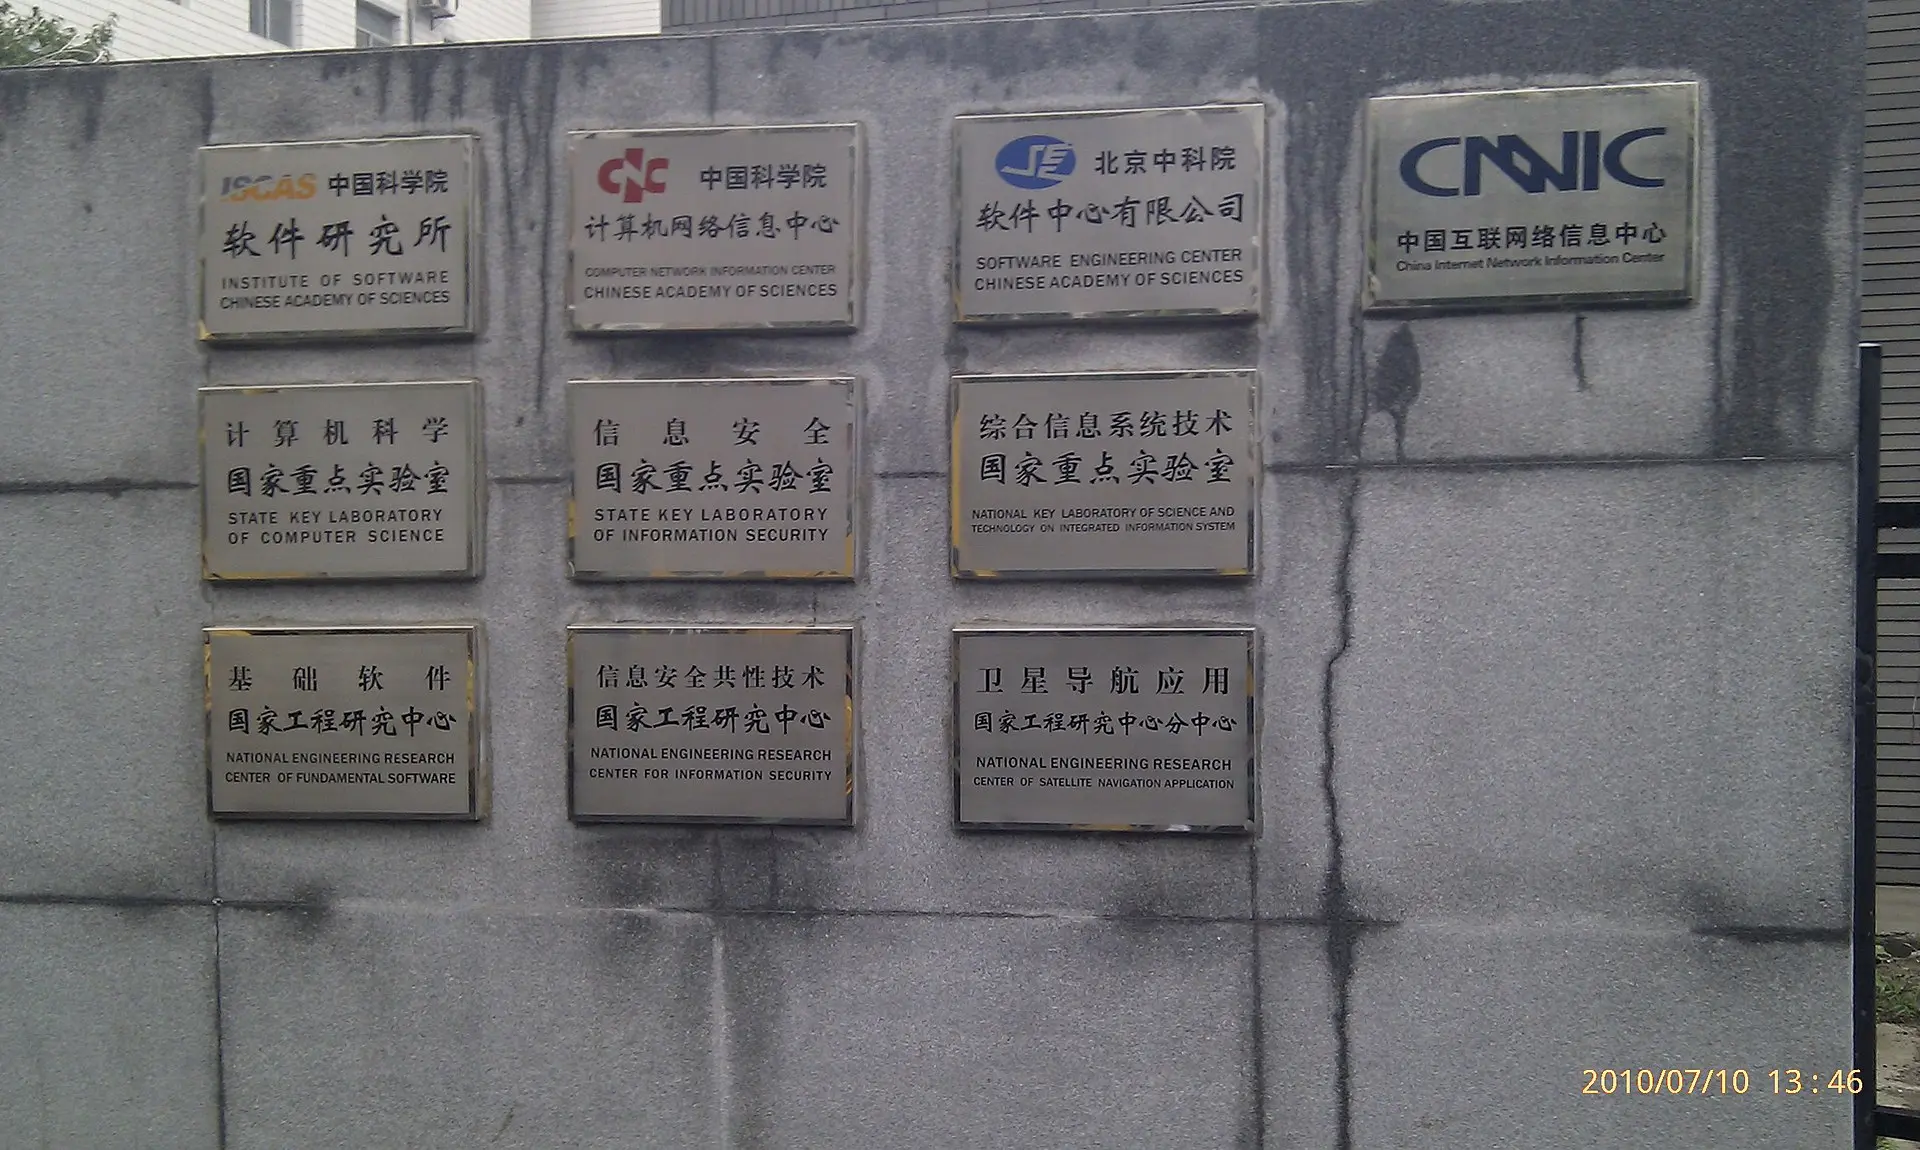 ISCAS 中国科学院
软件研究所
INSTITUTE OF SOFTWARE
CHINESE ACADEMY OF SCIENCES
CNC 中国科学院
计算机网络信息中心
COMPUTER NETWORK INFORMATION CENTER
CHINESE ACADEMY OF SCIENCES
SE 北京中科院
软件中心有限公司
SOFTWARE ENGINEERING CENTER
CHINESE ACADEMY OF SCIENCES
CNNIC
中国互联网络信息中心
China Internet Network Information Center
计算机科学
国家重点实验室
STATE KEY LABORATORY
OF COMPUTER SCIENCE
信息安全
国家重点实验室
STATE KEY LABORATORY
OF INFORMATION SECURITY
综合信息系统技术
国家重点实验室
NATIONAL KEY LABORATORY OF SCIENCE AND
TECHNOLOGY ON INTEGRATED INFORMATION SYSTEM
基础软件
国家工程研究中心
NATIONAL ENGINEERING RESEARCH
CENTER OF FUNDAMENTAL SOFTWARE
信息安全共性技术
国家工程研究中心
NATIONAL ENGINEERING RESEARCH
CENTER FOR INFORMATION SECURITY
卫星导航应用
国家工程研究中心分中心
NATIONAL ENGINEERING RESEARCH
CENTER OF SATELLITE NAVIGATION APPLICATION
2010/07/10 13:46